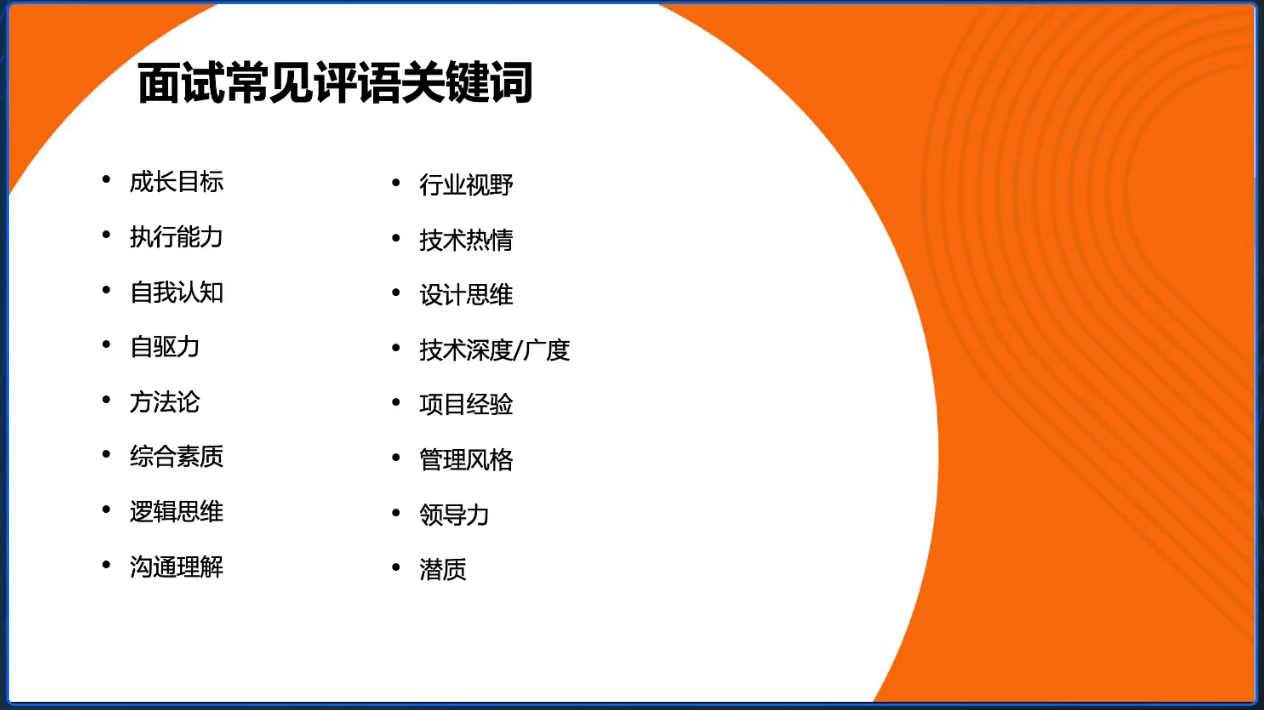 面试常见评语关键词
• 成长目标
• 执行能力
• 自我认知
• 自驱力
• 方法论
• 综合素质
• 逻辑思维
• 沟通理解
• 行业视野
• 技术热情
• 设计思维
• 技术深度/广度
• 项目经验
• 管理风格
• 领导力
• 潜质